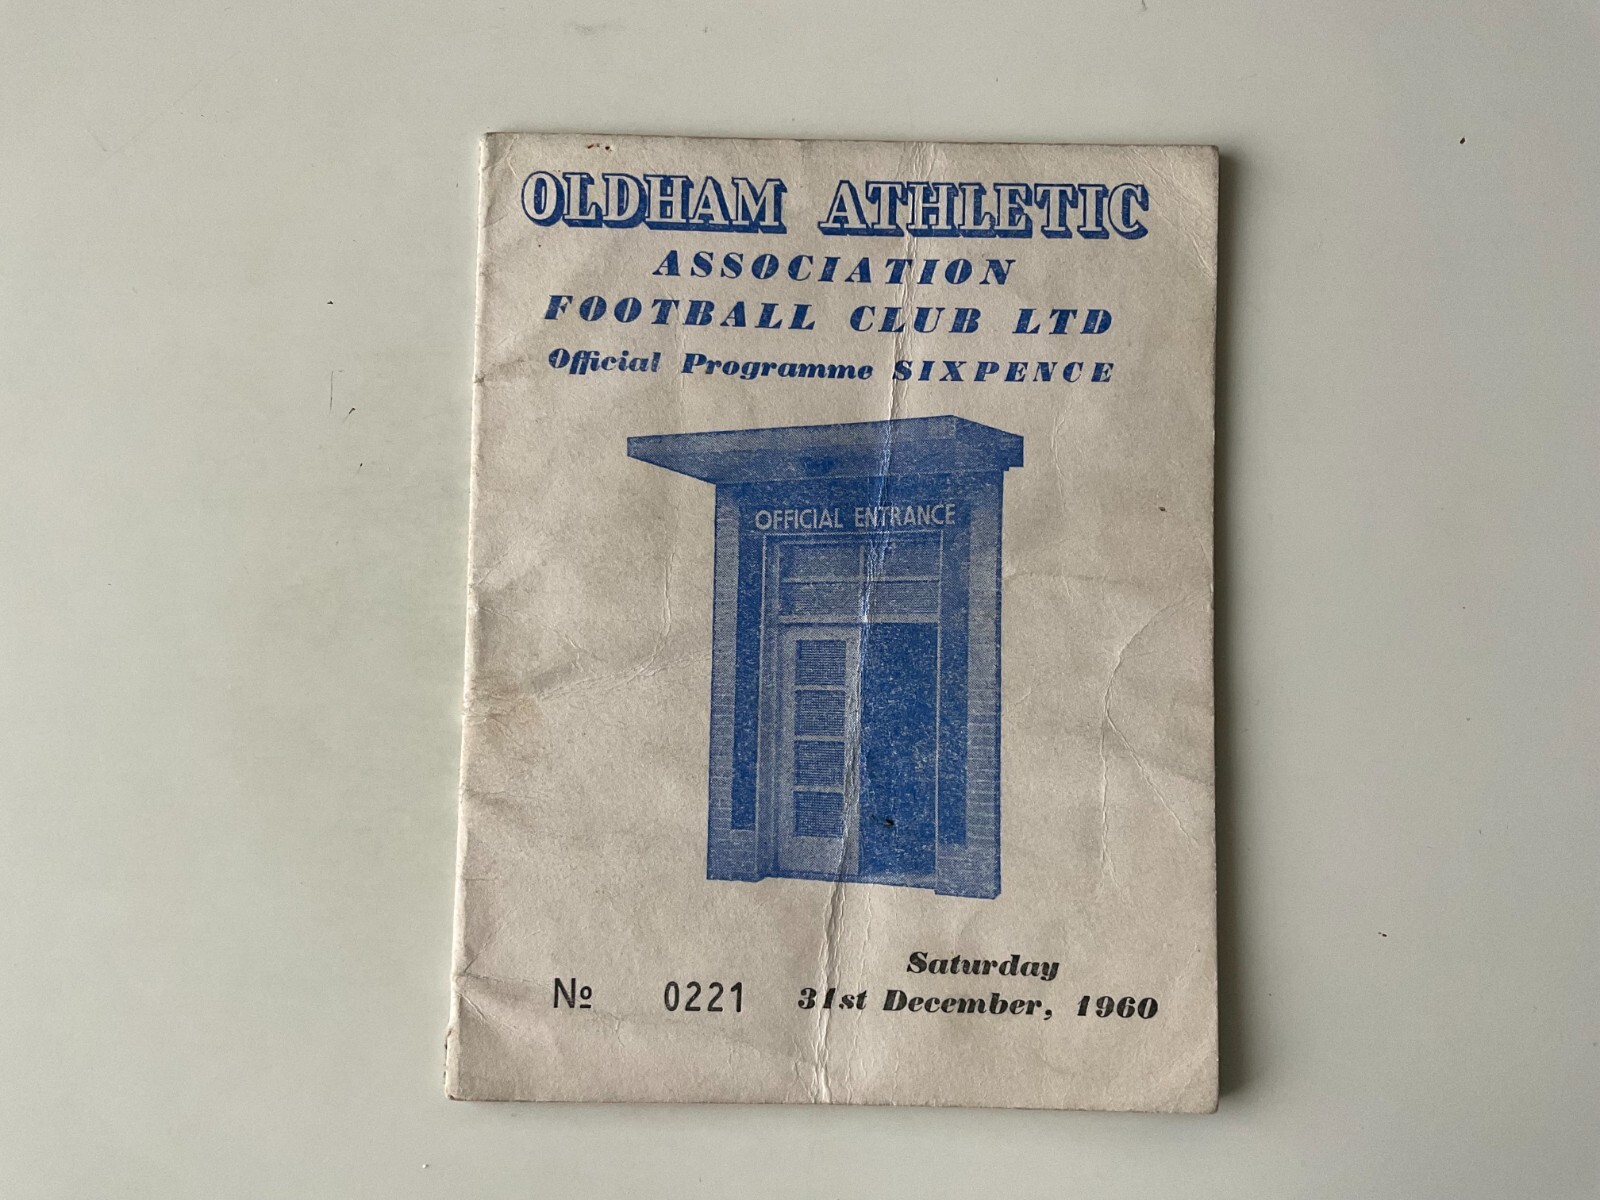 OLDHAM ATHLETIC
ASSOCIATION
FOOTBALL CLUB LTD
Official Programme SIXPENCE
OFFICIAL ENTRANCE
Saturday
Nº 0221 31st December, 1960